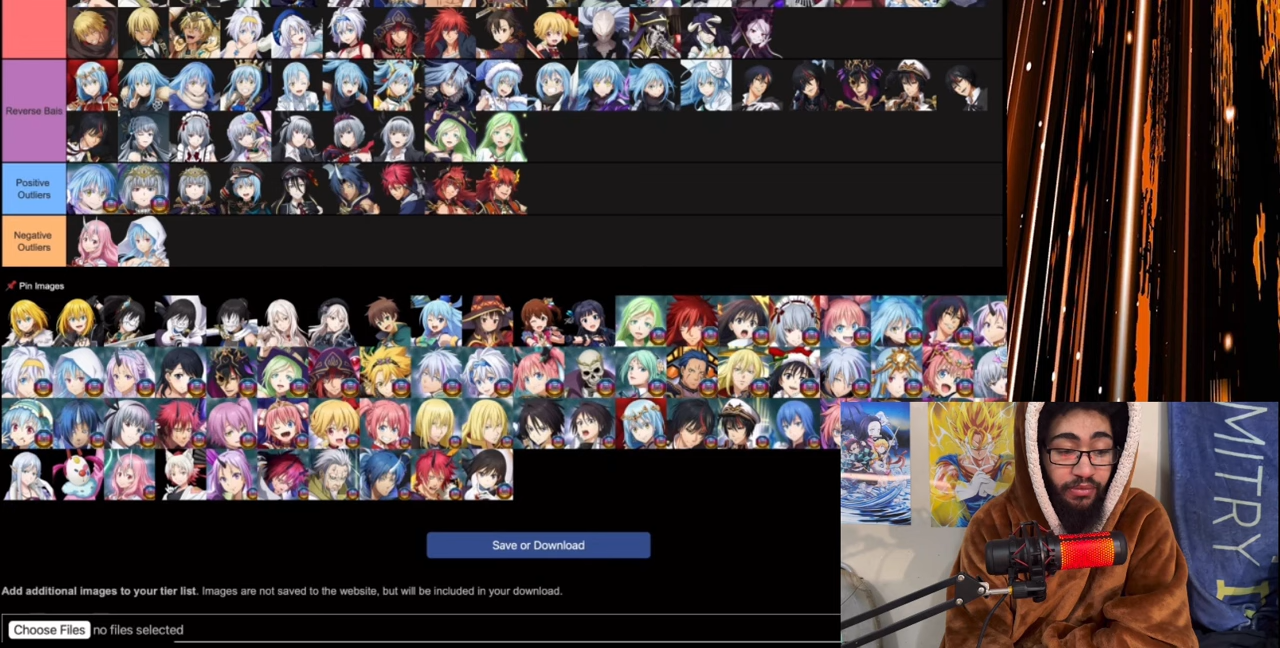 Reverse Bais
Positive
Outliers
Negative
Outliers
Pin Images
Save or Download
Add additional images to your tier list. Images are not saved to the website, but will be included in your download.
Choose Files no files selected
MITRY